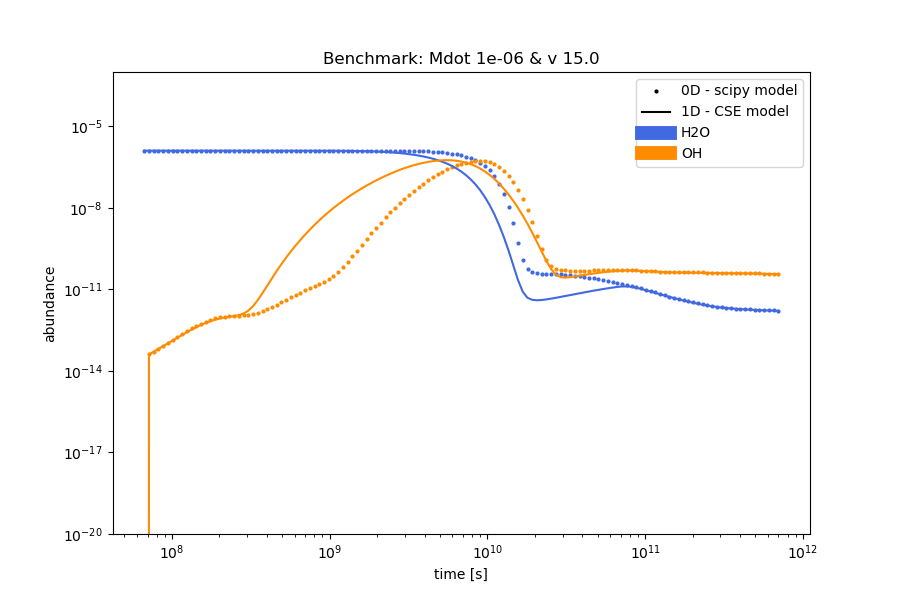 Benchmark: Mdot 1e-06 & v 15.0
0D - scipy model
1D - CSE model
H2O
OH
abundance
10^-5
10^-8
10^-11
10^-14
10^-17
10^-20
10^8
10^9
10^10
10^11
10^12
time [s]